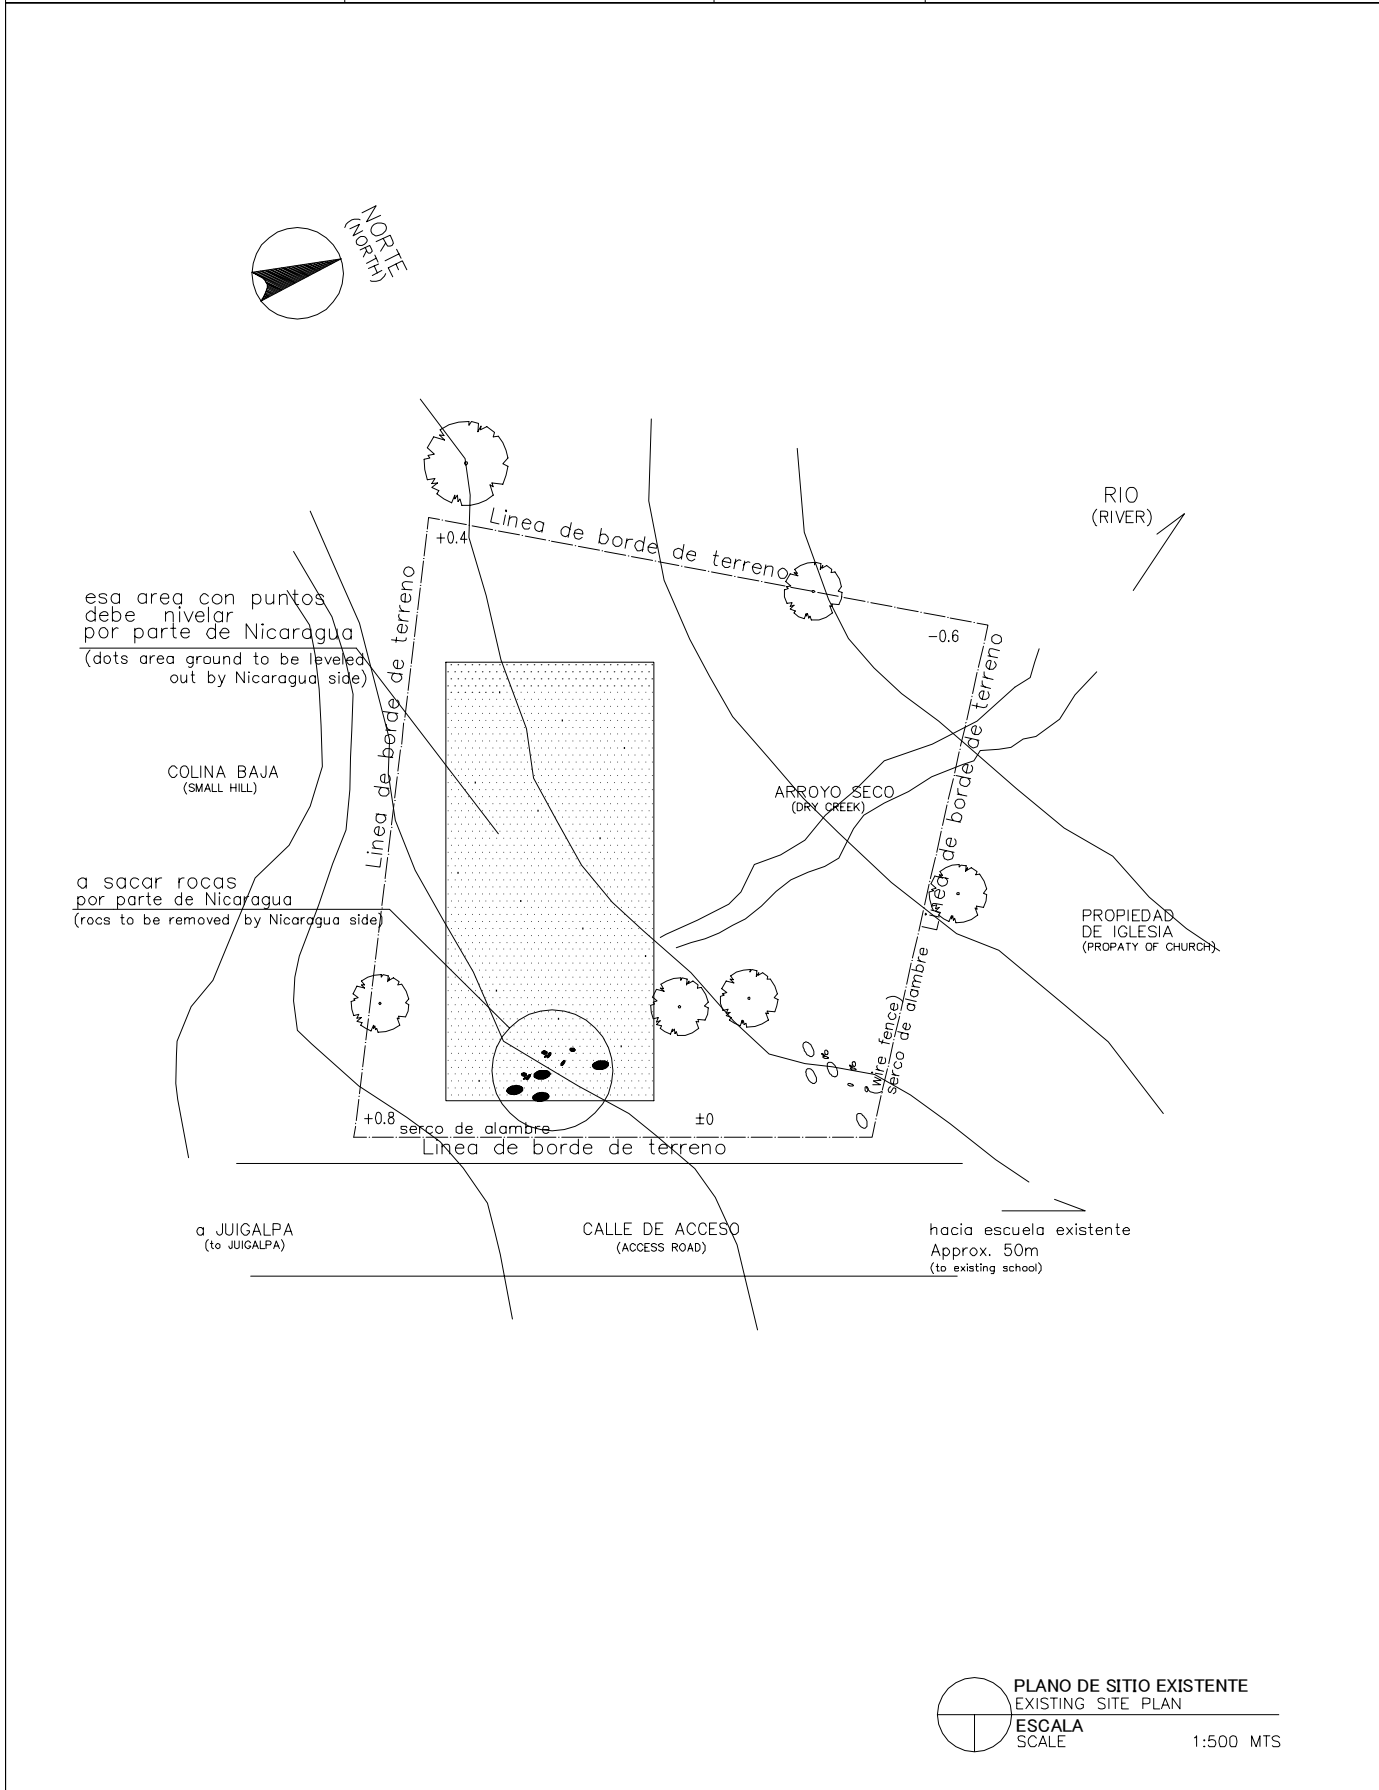 NORTE
(NORTH)
RIO
(RIVER)
Linea de borde de terreno
+0.4
-0.6
esa area con puntos
debe nivelar
por parte de Nicaragua
(dots area ground to be leveled
out by Nicaragua side)
Linea de borde de terreno
Linea de borde de terreno
COLINA BAJA
(SMALL HILL)
ARROYO SECO
(DRY CREEK)
a sacar rocas
por parte de Nicaragua
(rocs to be removed by Nicaragua side)
PROPIEDAD
DE IGLESIA
(PROPATY OF CHURCH)
(wire fence)
serco de alambre
+0.8
±0
serco de alambre
Linea de borde de terreno
a JUIGALPA
(to JUIGALPA)
CALLE DE ACCESO
(ACCESS ROAD)
hacia escuela existente
Approx. 50m
(to existing school)
PLANO DE SITIO EXISTENTE
EXISTING SITE PLAN
ESCALA
SCALE 1:500 MTS